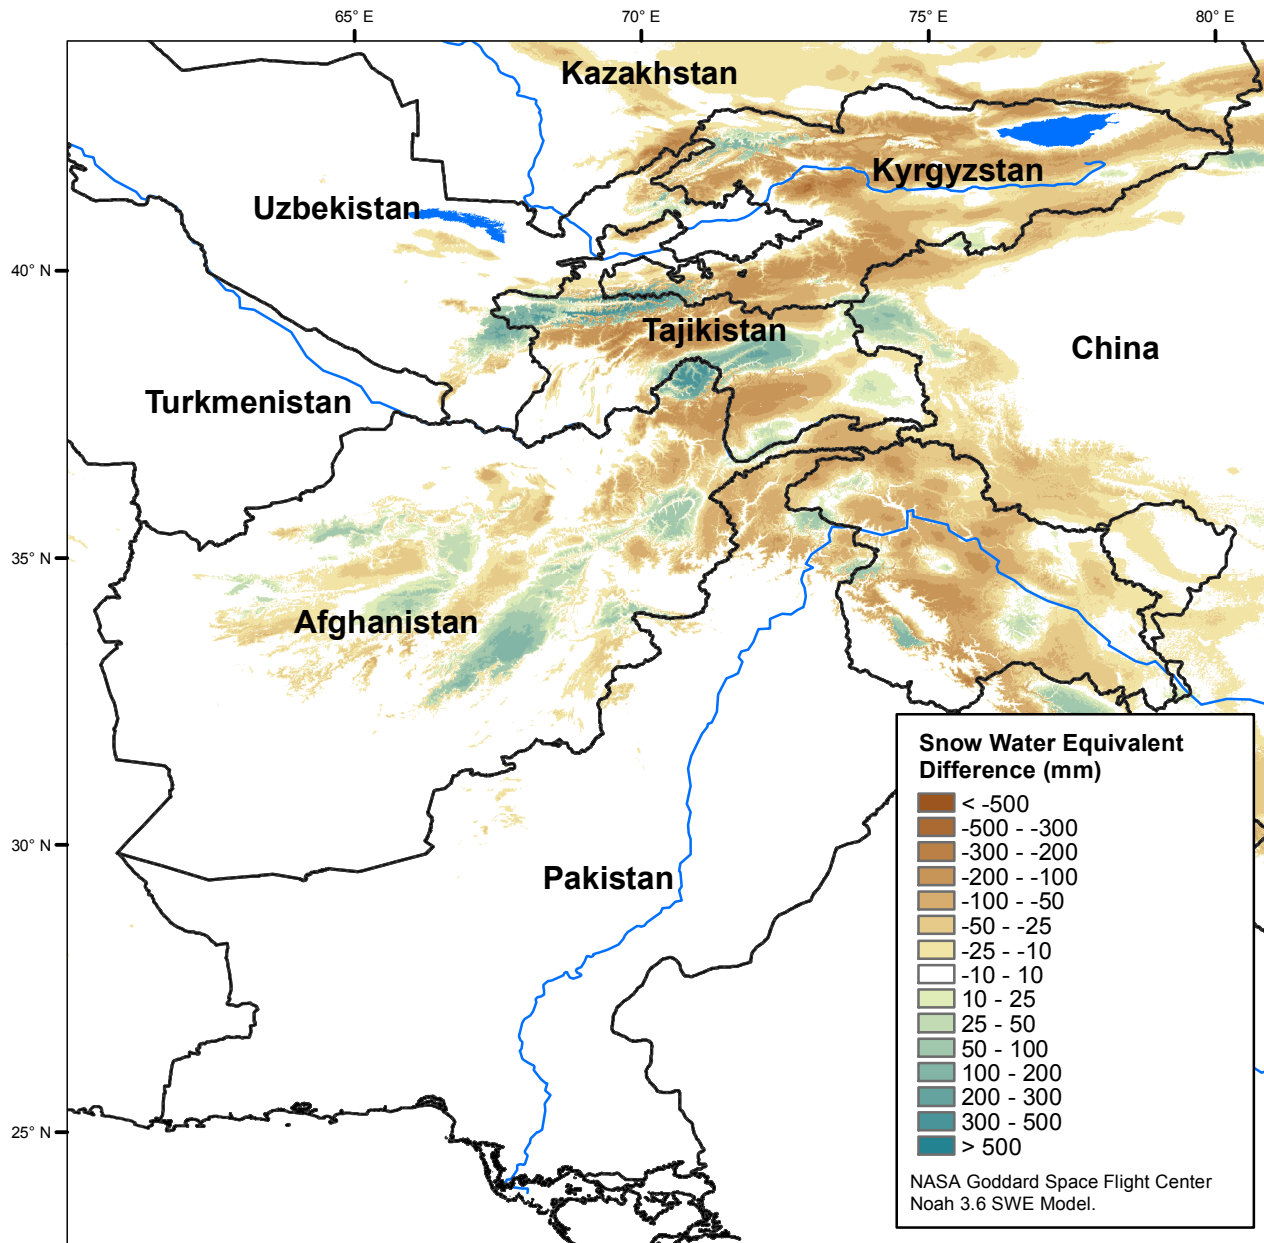 65° E
70° E
75° E
80° E
Kazakhstan
Kyrgyzstan
Uzbekistan
40° N
Tajikistan
China
Turkmenistan
35° N
Afghanistan
30° N
Pakistan
25° N
Snow Water Equivalent
Difference (mm)
< -500
-500 - -300
-300 - -200
-200 - -100
-100 - -50
-50 - -25
-25 - -10
-10 - 10
10 - 25
25 - 50
50 - 100
100 - 200
200 - 300
300 - 500
> 500
NASA Goddard Space Flight Center
Noah 3.6 SWE Model.